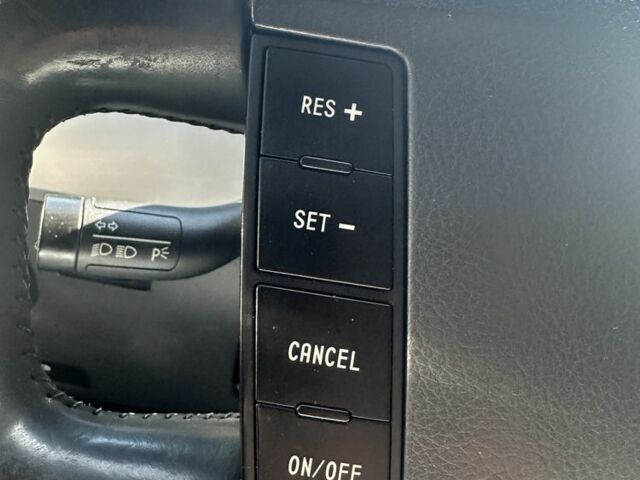 RES +
SET -
CANCEL
ON/OFF
P